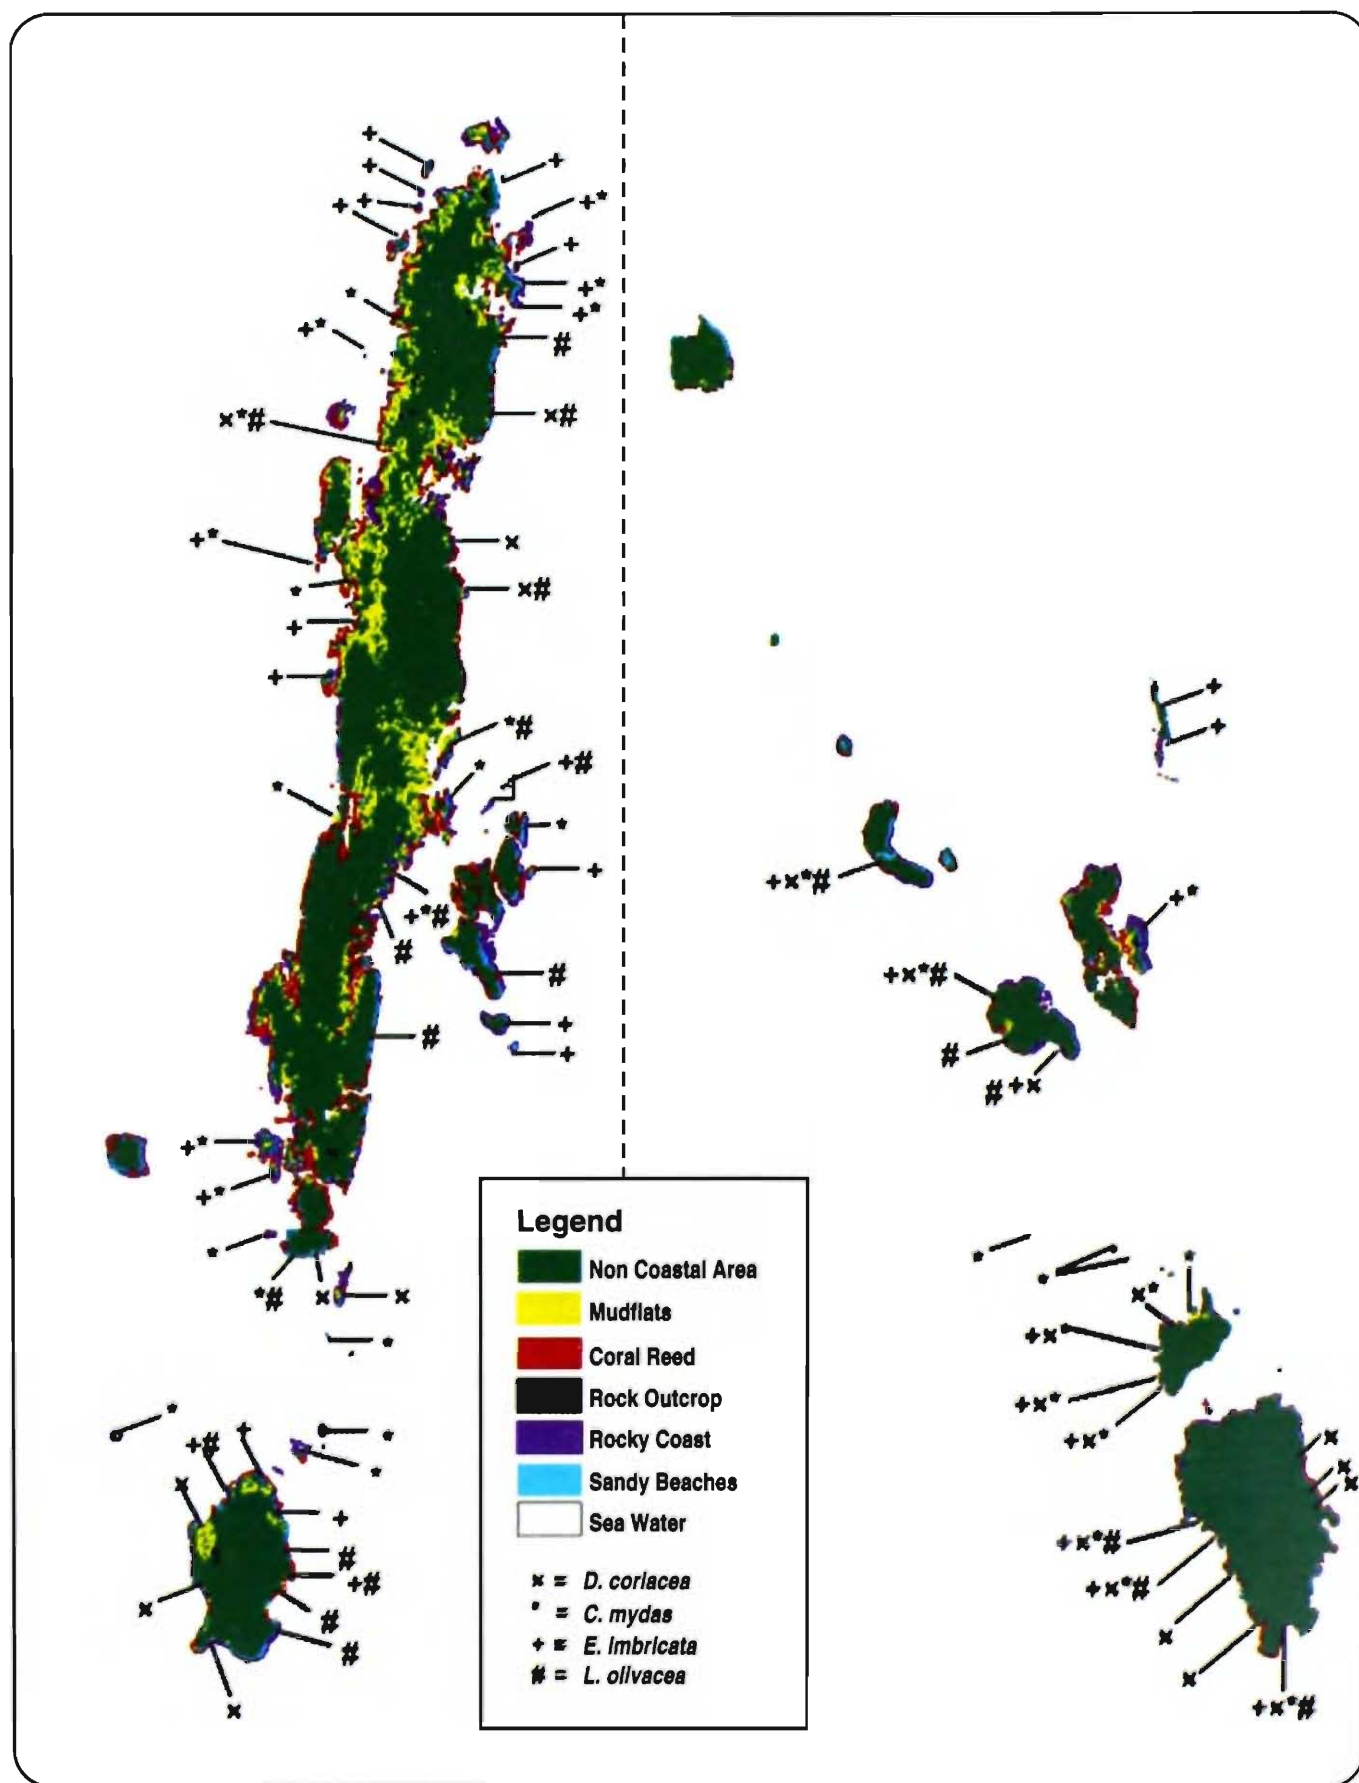 Legend
Non Coastal Area
Mudflats
Coral Reed
Rock Outcrop
Rocky Coast
Sandy Beaches
Sea Water
× = D. coriacea
* = C. mydas
+ = E. imbricata
# = L. olivacea